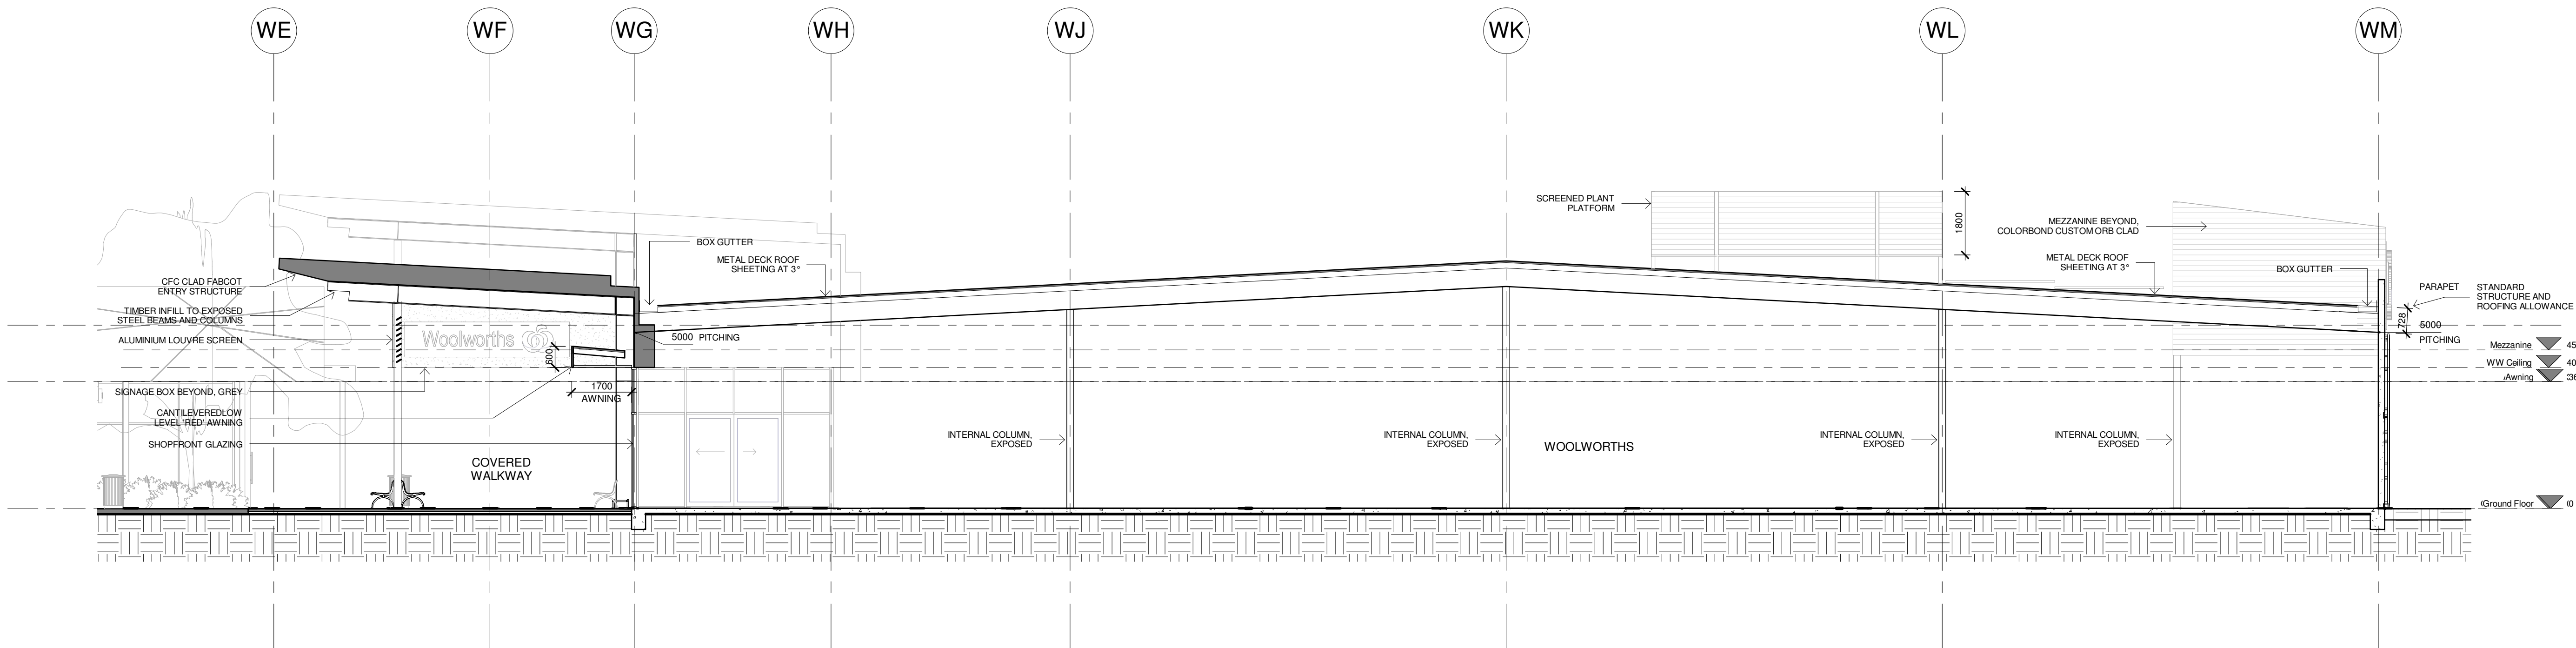 WE
WF
WG
WH
WJ
WK
WL
WM
SCREENED PLANT
PLATFORM
1800
MEZZANINE BEYOND,
COLORBOND CUSTOM ORB CLAD
BOX GUTTER
METAL DECK ROOF
SHEETING AT 3°
METAL DECK ROOF
SHEETING AT 3°
BOX GUTTER
CFC CLAD FABCOT
ENTRY STRUCTURE
TIMBER INFILL TO EXPOSED
STEEL BEAMS AND COLUMNS
ALUMINIUM LOUVRE SCREEN
Woolworths
600
5000 PITCHING
PARAPET
STANDARD
STRUCTURE AND
ROOFING ALLOWANCE
728
5000
PITCHING
Mezzanine 45
WW Ceiling 40
Awning 36
SIGNAGE BOX BEYOND, GREY
1700
AWNING
CANTILEVEREDLOW
LEVEL 'RED' AWNING
SHOPFRONT GLAZING
COVERED
WALKWAY
INTERNAL COLUMN,
EXPOSED
INTERNAL COLUMN,
EXPOSED
WOOLWORTHS
INTERNAL COLUMN,
EXPOSED
INTERNAL COLUMN,
EXPOSED
Ground Floor 0